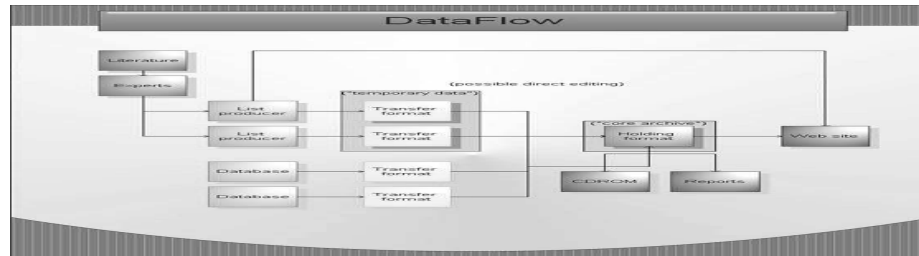 DataFlow
Literature
Experts
(possible direct editing)
("temporary data")
List
producer
Transfer
format
("core archive")
List
producer
Transfer
format
Holding
format
Web site
Database
Transfer
format
CDROM
Reports
Database
Transfer
format